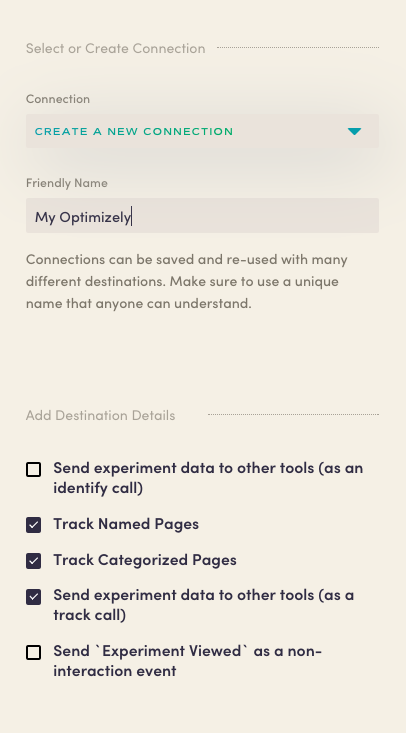 Select or Create Connection
Connection
CREATE A NEW CONNECTION
Friendly Name
My Optimizely
Connections can be saved and re-used with many
different destinations. Make sure to use a unique
name that anyone can understand.
Add Destination Details
Send experiment data to other tools (as an
identify call)
Track Named Pages
Track Categorized Pages
Send experiment data to other tools (as a
track call)
Send `Experiment Viewed` as a non-
interaction event